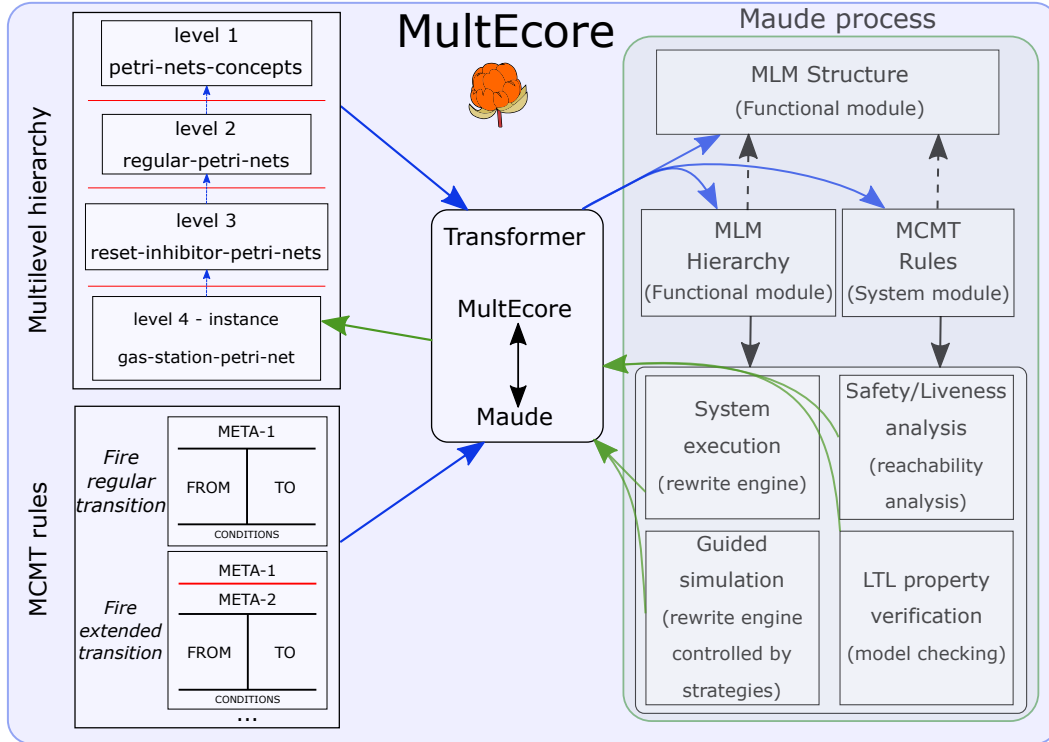 MultEcore
Multilevel hierarchy
level 1
petri-nets-concepts
level 2
regular-petri-nets
level 3
reset-inhibitor-petri-nets
level 4 - instance
gas-station-petri-net
MCMT rules
Fire
regular
transition
META-1
FROM TO
CONDITIONS
Fire
extended
transition
META-1
META-2
FROM TO
CONDITIONS
...
Transformer
MultEcore
Maude
Maude process
MLM Structure
(Functional module)
MLM
Hierarchy
(Functional module)
MCMT
Rules
(System module)
System
execution
(rewrite engine)
Safety/Liveness
analysis
(reachability
analysis)
Guided
simulation
(rewrite engine
controlled by
strategies)
LTL property
verification
(model checking)